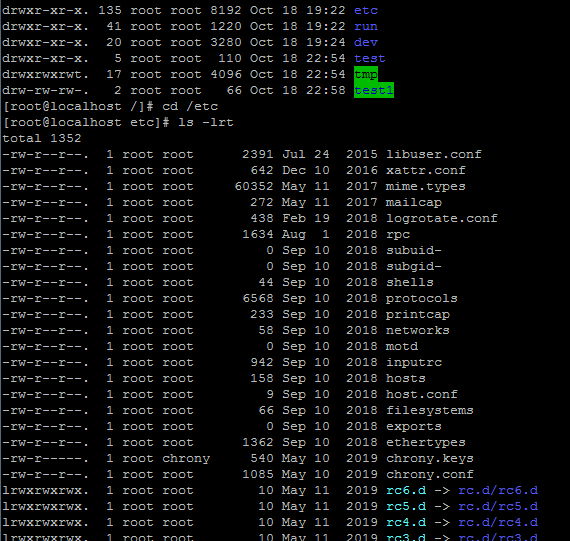 drwxr-xr-x. 135 root root 8192 Oct 18 19:22 etc
drwxr-xr-x.  41 root root 1220 Oct 18 19:22 run
drwxr-xr-x.  20 root root 3280 Oct 18 19:24 dev
drwxr-xr-x.   5 root root  110 Oct 18 22:54 test
drwxrwxrwt.  17 root root 4096 Oct 18 22:54 tmp
drw-rw-rw-.   2 root root   66 Oct 18 22:58 test1
[root@localhost /]# cd /etc
[root@localhost etc]# ls -lrt
total 1352
-rw-r--r--.  1 root root      2391 Jul 24  2015 libuser.conf
-rw-r--r--.  1 root root       642 Dec 10  2016 xattr.conf
-rw-r--r--.  1 root root     60352 May 11  2017 mime.types
-rw-r--r--.  1 root root       272 May 11  2017 mailcap
-rw-r--r--.  1 root root       438 Feb 19  2018 logrotate.conf
-rw-r--r--.  1 root root      1634 Aug  1  2018 rpc
-rw-r--r--.  1 root root         0 Sep 10  2018 subuid-
-rw-r--r--.  1 root root         0 Sep 10  2018 subgid-
-rw-r--r--.  1 root root        44 Sep 10  2018 shells
-rw-r--r--.  1 root root      6568 Sep 10  2018 protocols
-rw-r--r--.  1 root root       233 Sep 10  2018 printcap
-rw-r--r--.  1 root root        58 Sep 10  2018 networks
-rw-r--r--.  1 root root         0 Sep 10  2018 motd
-rw-r--r--.  1 root root       942 Sep 10  2018 inputrc
-rw-r--r--.  1 root root       158 Sep 10  2018 hosts
-rw-r--r--.  1 root root         9 Sep 10  2018 host.conf
-rw-r--r--.  1 root root        66 Sep 10  2018 filesystems
-rw-r--r--.  1 root root         0 Sep 10  2018 exports
-rw-r--r--.  1 root root      1362 Sep 10  2018 ethertypes
-rw-r-----.  1 root chrony     540 May 10  2019 chrony.keys
-rw-r--r--.  1 root root      1085 May 10  2019 chrony.conf
lrwxrwxrwx.  1 root root        10 May 11  2019 rc6.d -> rc.d/rc6.d
lrwxrwxrwx.  1 root root        10 May 11  2019 rc5.d -> rc.d/rc5.d
lrwxrwxrwx.  1 root root        10 May 11  2019 rc4.d -> rc.d/rc4.d
lrwxrwxrwx.  1 root root        10 May 11  2019 rc3.d -> rc.d/rc3.d